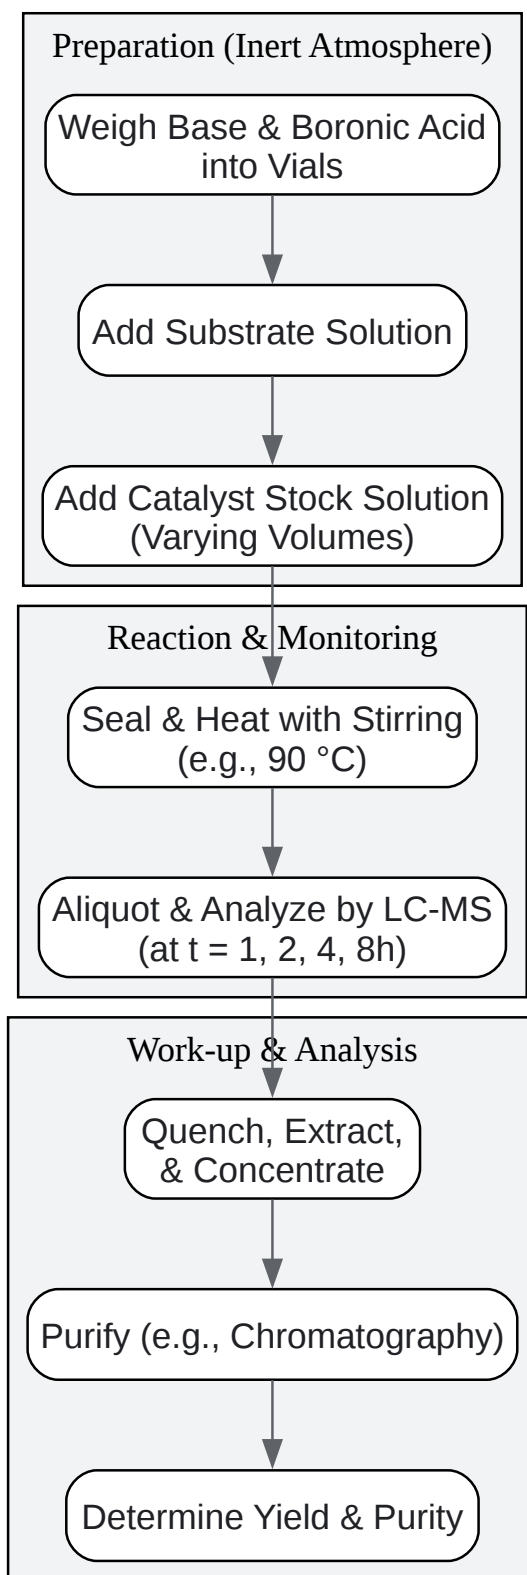 Preparation (Inert Atmosphere)
Weigh Base & Boronic Acid
into Vials
Add Substrate Solution
Add Catalyst Stock Solution
(Varying Volumes)
Reaction & Monitoring
Seal & Heat with Stirring
(e.g., 90 °C)
Aliquot & Analyze by LC-MS
(at t = 1, 2, 4, 8h)
Work-up & Analysis
Quench, Extract,
& Concentrate
Purify (e.g., Chromatography)
Determine Yield & Purity